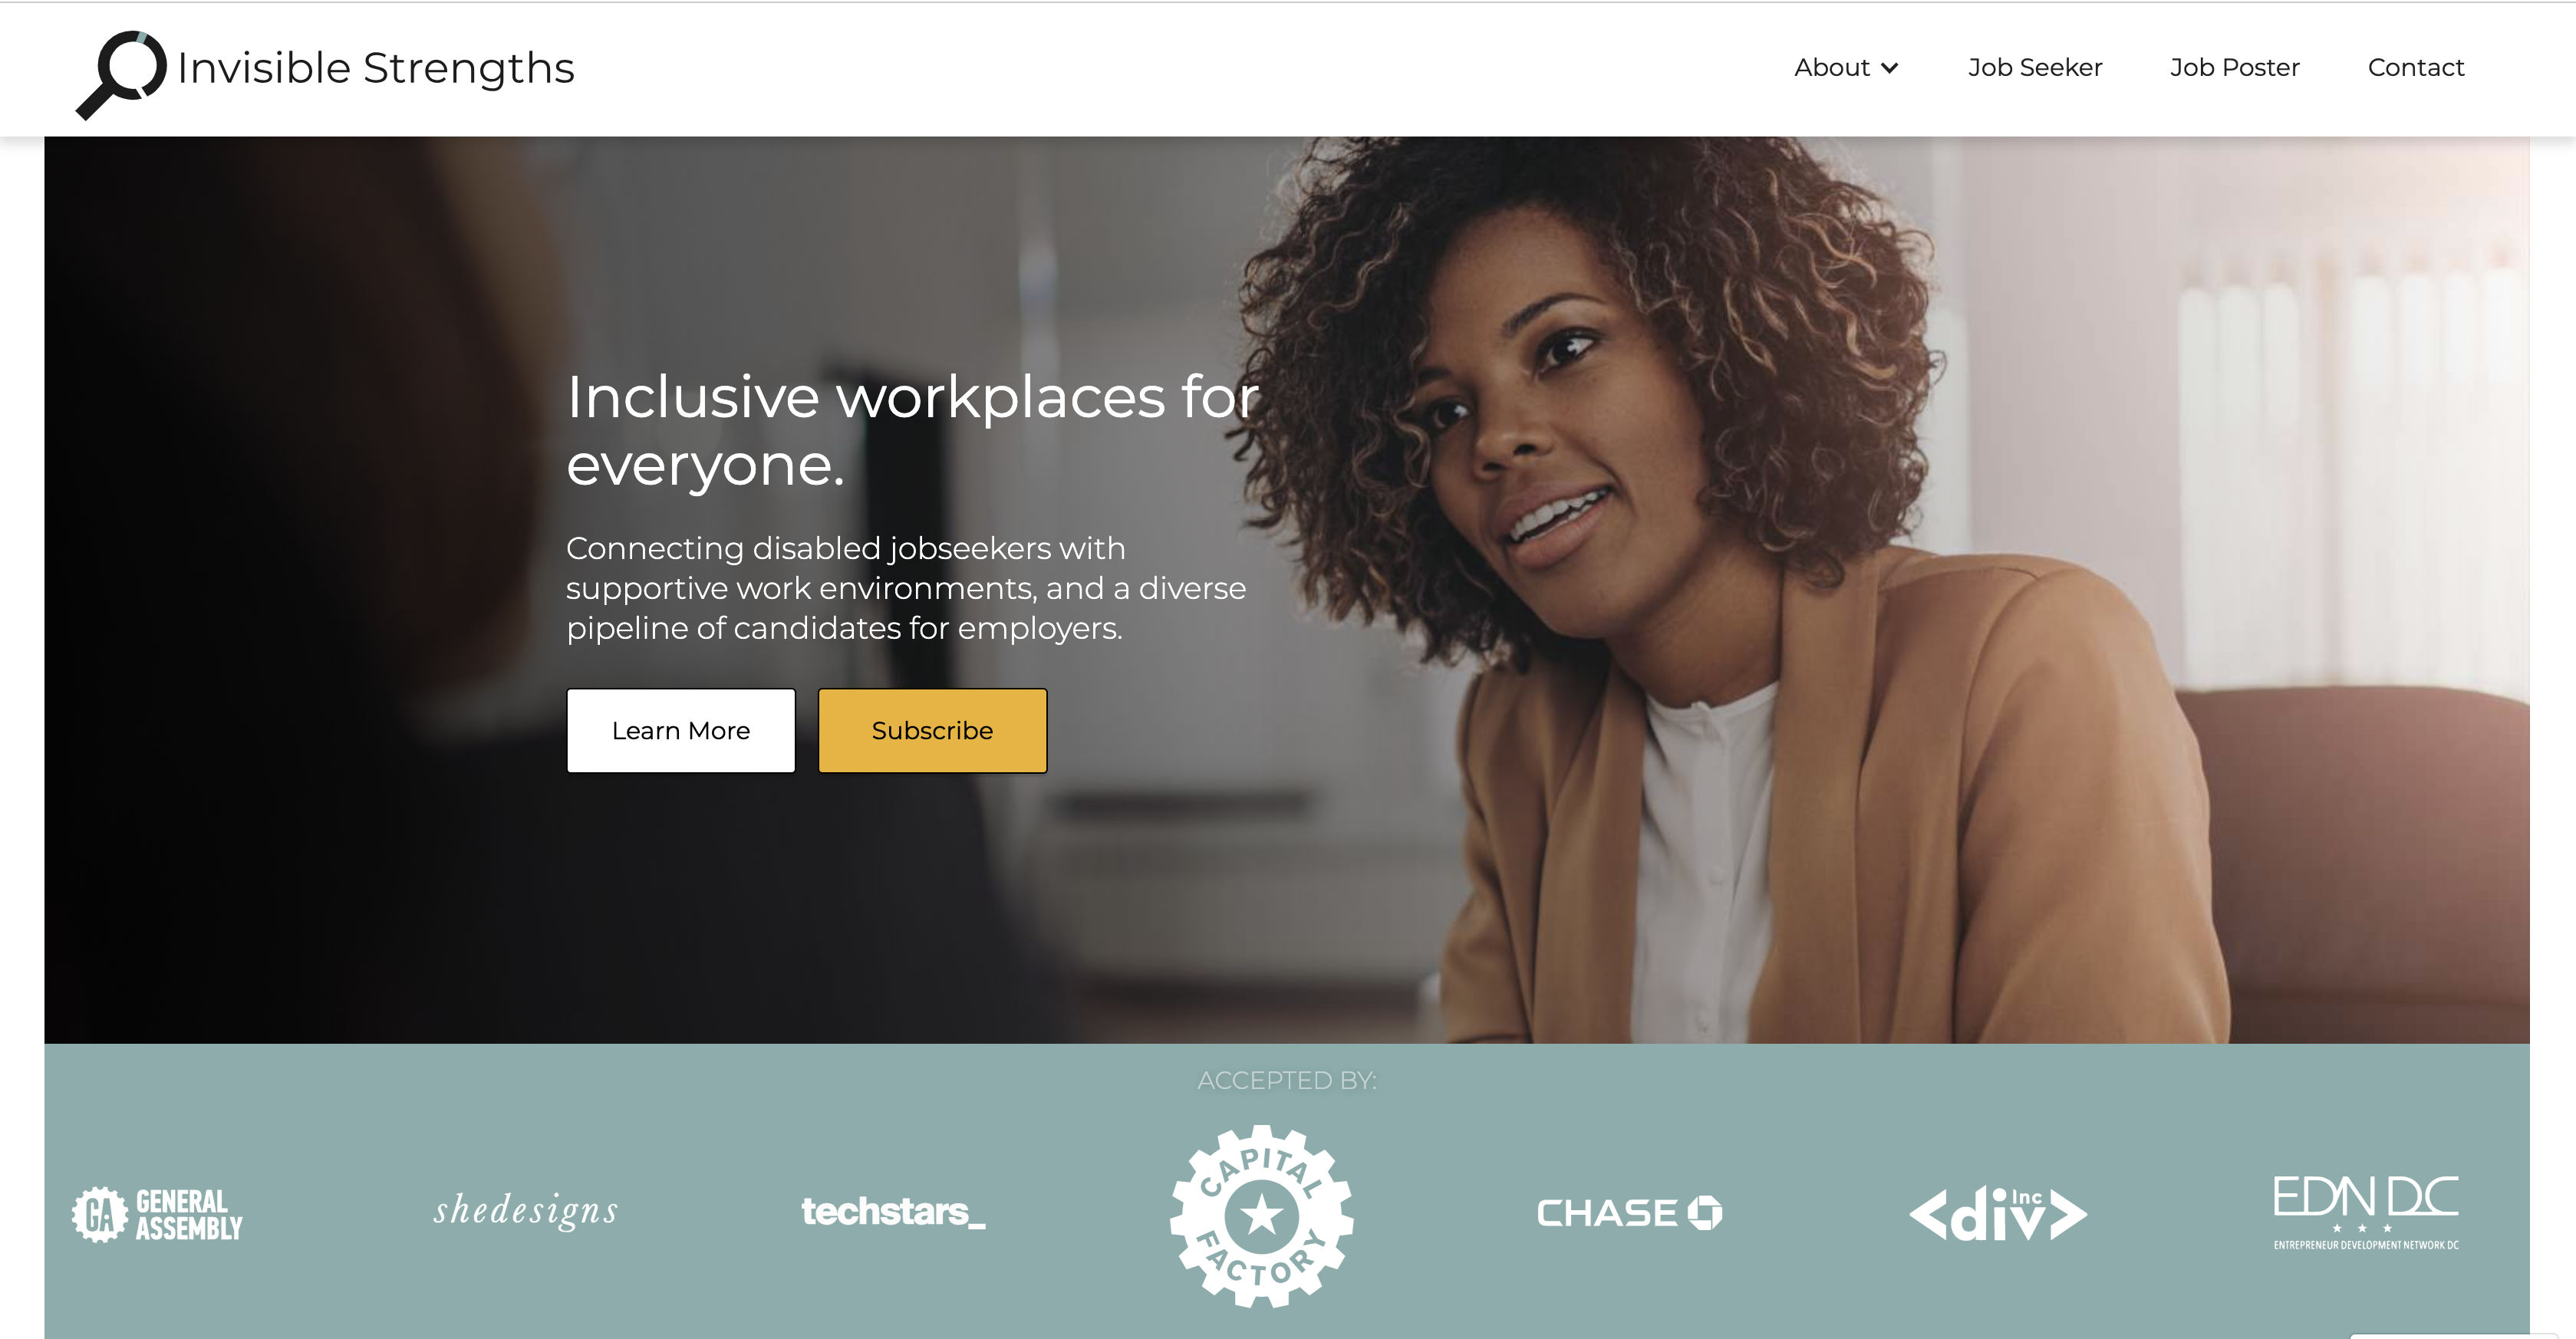 Invisible Strengths
About
Job Seeker
Job Poster
Contact
Inclusive workplaces for
everyone.
Connecting disabled jobseekers with
supportive work environments, and a diverse
pipeline of candidates for employers.
Learn More
Subscribe
ACCEPTED BY:
GA
GENERAL
ASSEMBLY
shedesigns
techstars_
CAPITAL
FACTORY
CHASE
<div>
Inc
EDN DC
ENTREPRENEUR DEVELOPMENT NETWORK DC